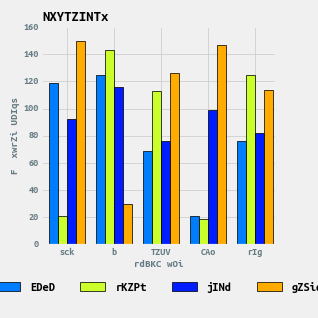 NXYTZINTx
160
140
120
100
80
60
40
20
0
F xwrZi UDIqs
sck b TZUV CAo rIg
rdBKC wOi
EDeD rKZPt jINd